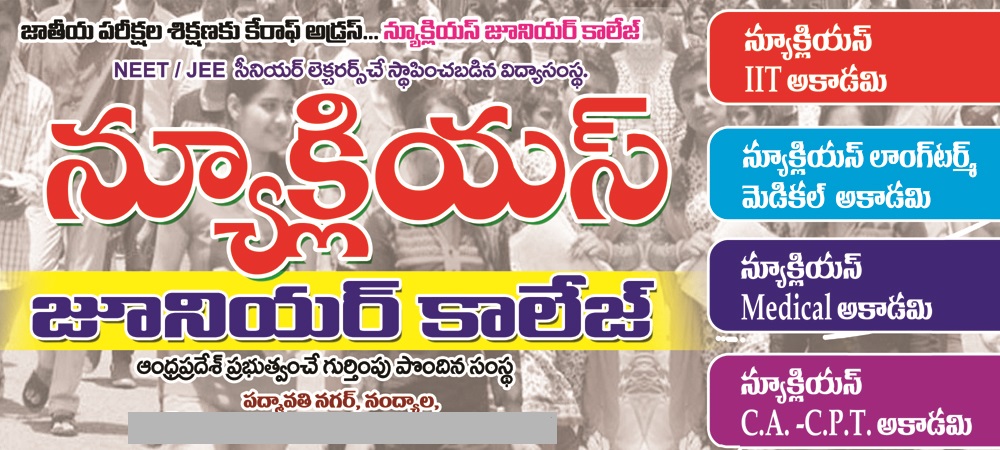 జాతీయ పరీక్షల శిక్షణకు కేరాఫ్ అడ్రస్... న్యూక్లియస్ జూనియర్ కాలేజ్
NEET / JEE సీనియర్ లెక్చరర్స్‌చే స్థాపించబడిన విద్యాసంస్థ.
న్యూక్లియస్
జూనియర్ కాలేజ్
ఆంధ్రప్రదేశ్ ప్రభుత్వంచే గుర్తింపు పొందిన సంస్థ
పద్మావతి నగర్, నంద్యాల,
న్యూక్లియస్
IIT అకాడమి
న్యూక్లియస్ లాంగ్‌టర్మ్
మెడికల్ అకాడమి
న్యూక్లియస్
Medical అకాడమి
న్యూక్లియస్
C.A. -C.P.T. అకాడమి